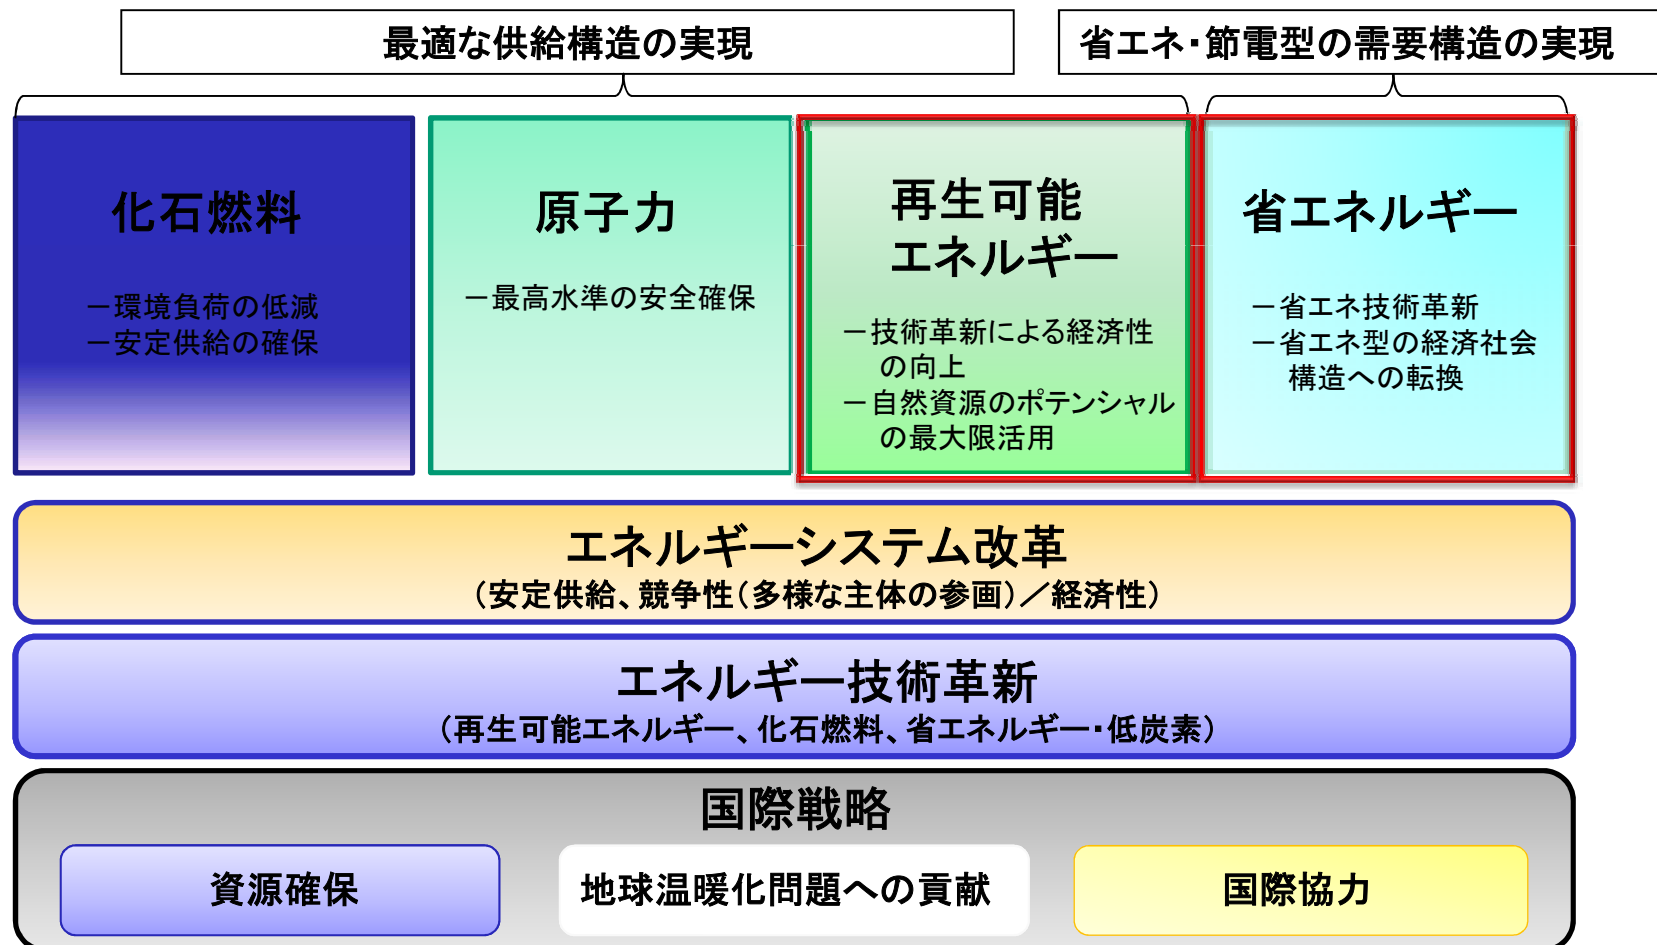 最適な供給構造の実現
省エネ・節電型の需要構造の実現
化石燃料
－環境負荷の低減
－安定供給の確保
原子力
－最高水準の安全確保
再生可能
エネルギー
－技術革新による経済性
の向上
－自然資源のポテンシャル
の最大限活用
省エネルギー
－省エネ技術革新
－省エネ型の経済社会
構造への転換
エネルギーシステム改革
（安定供給、競争性（多様な主体の参画）／経済性）
エネルギー技術革新
（再生可能エネルギー、化石燃料、省エネルギー・低炭素）
国際戦略
資源確保
地球温暖化問題への貢献
国際協力